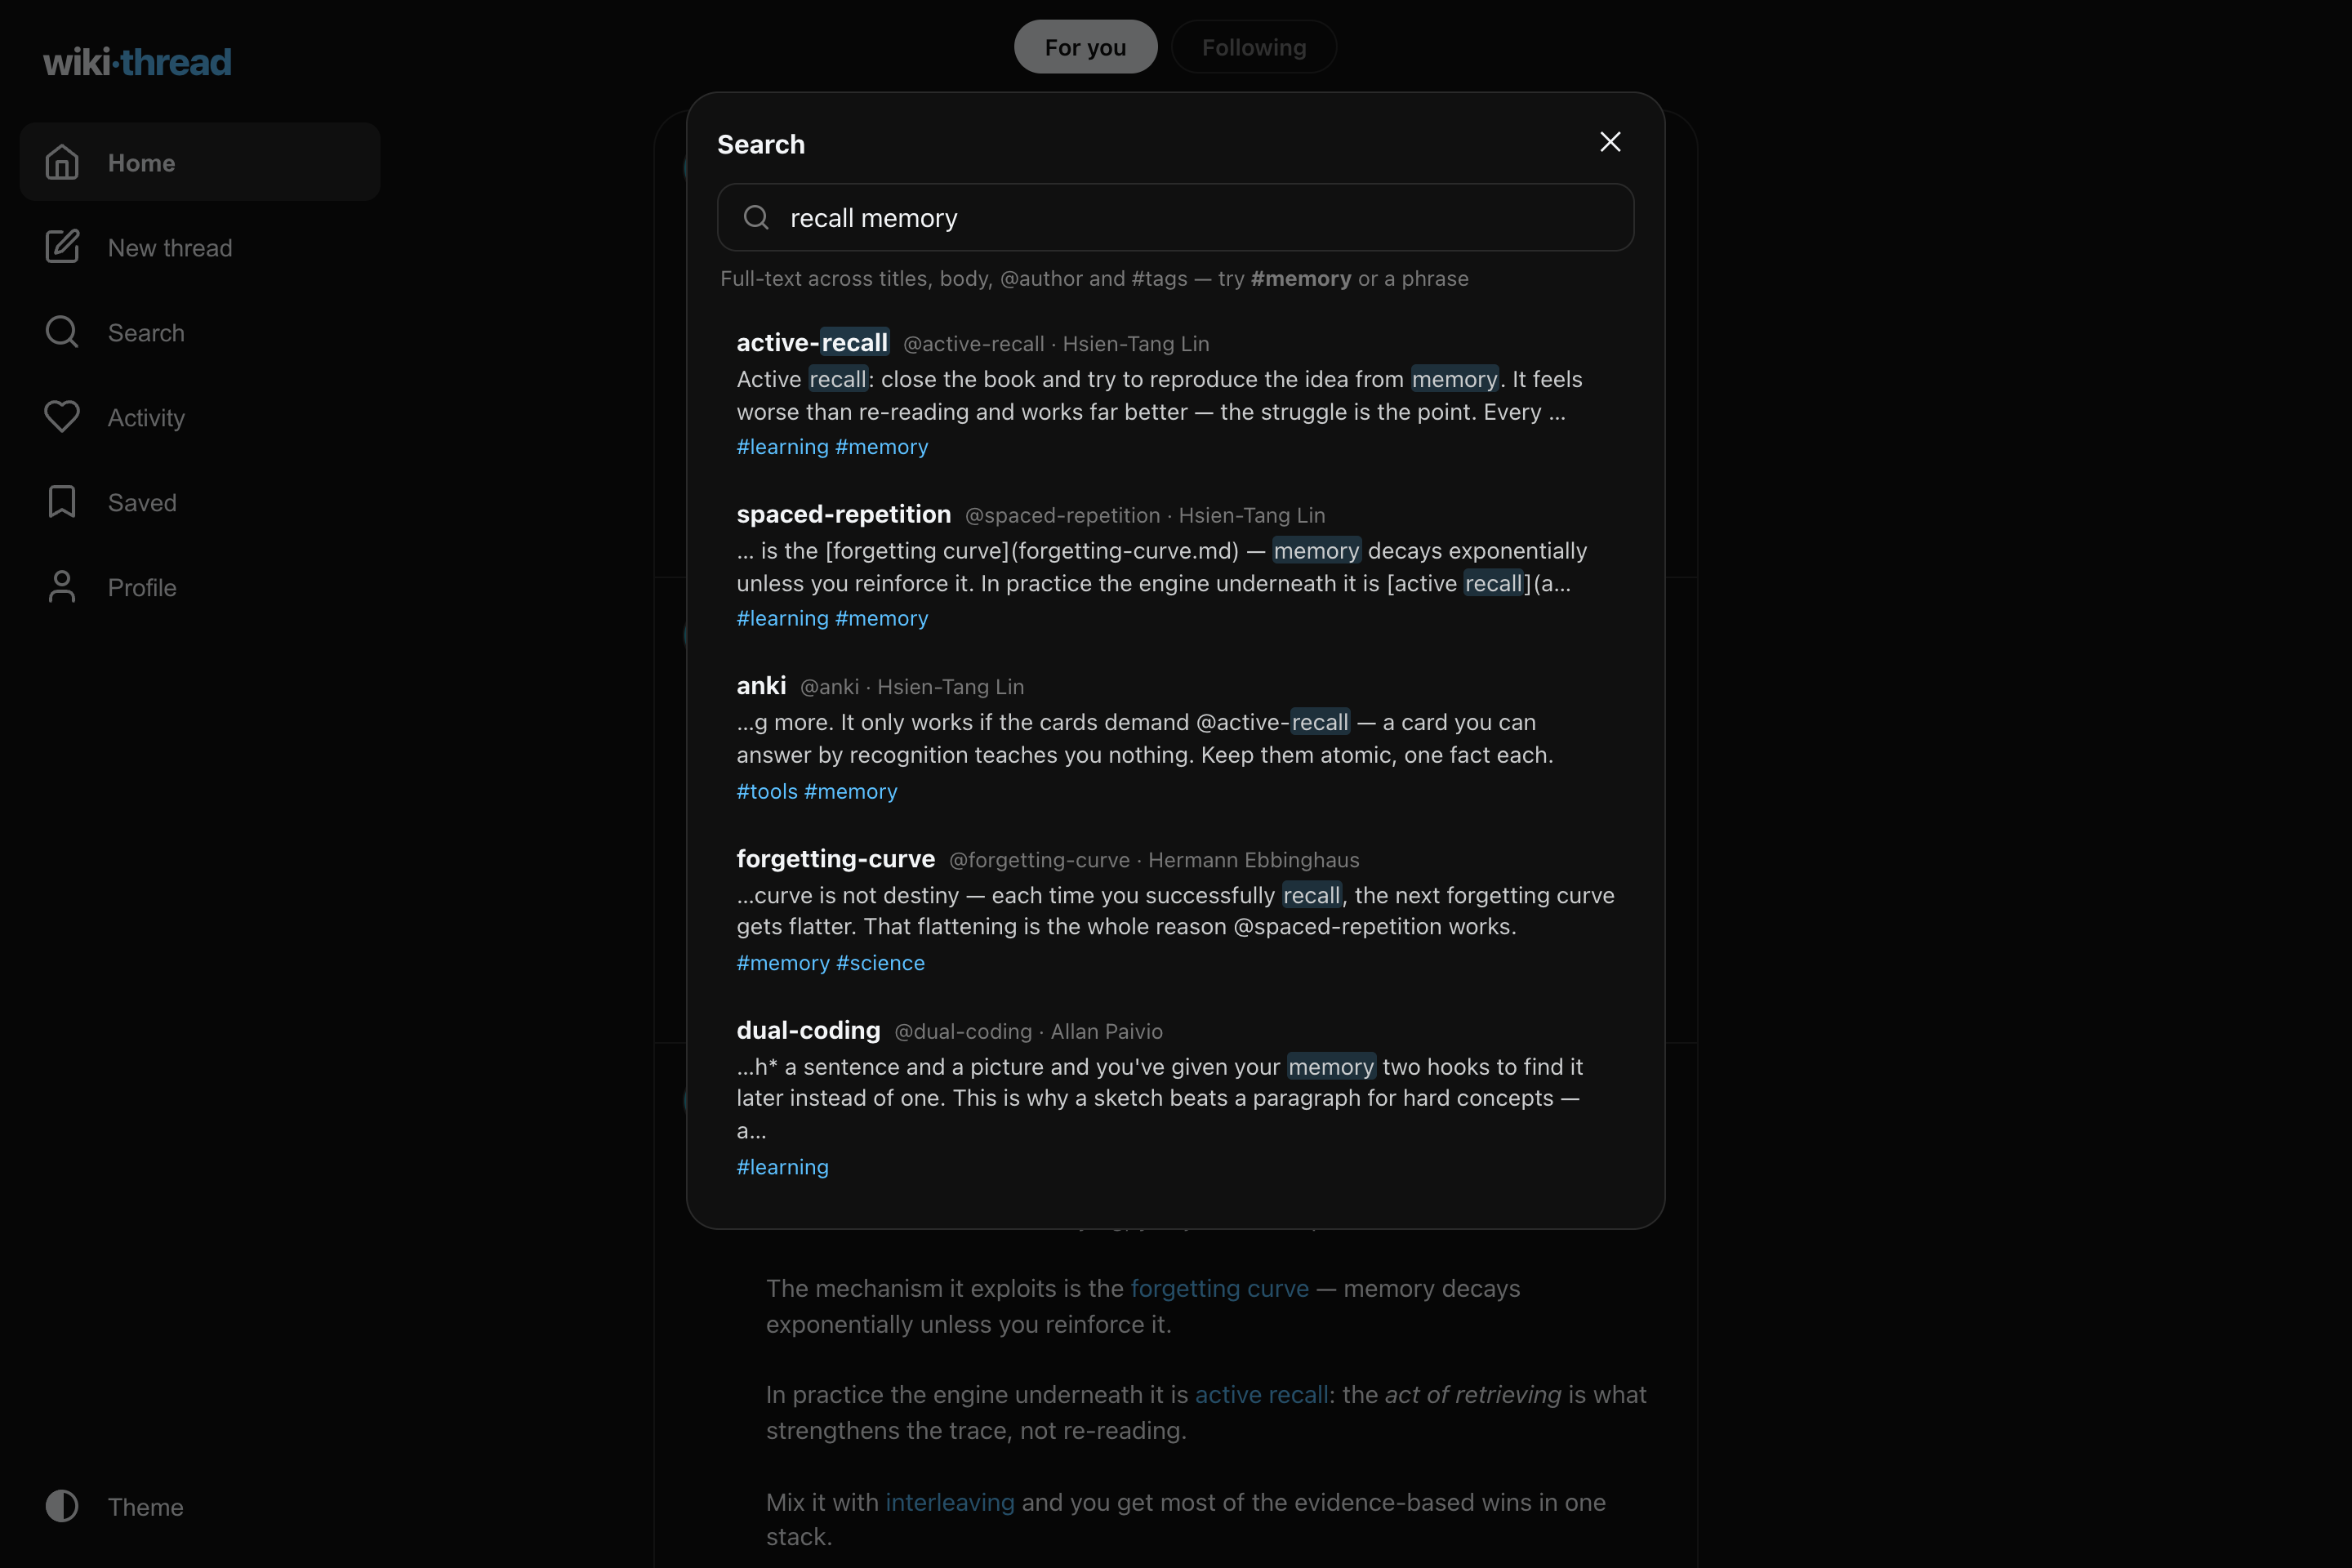 wiki·thread
Home
New thread
Search
Activity
Saved
Profile
Theme
For you
Following
Search
recall memory
Full-text across titles, body, @author and #tags — try #memory or a phrase
active-recall @active-recall · Hsien-Tang Lin
Active recall: close the book and try to reproduce the idea from memory. It feels
worse than re-reading and works far better — the struggle is the point. Every ...
#learning #memory
spaced-repetition @spaced-repetition · Hsien-Tang Lin
... is the [forgetting curve](forgetting-curve.md) — memory decays exponentially
unless you reinforce it. In practice the engine underneath it is [active recall](a...
#learning #memory
anki @anki · Hsien-Tang Lin
...g more. It only works if the cards demand @active-recall — a card you can
answer by recognition teaches you nothing. Keep them atomic, one fact each.
#tools #memory
forgetting-curve @forgetting-curve · Hermann Ebbinghaus
...curve is not destiny — each time you successfully recall, the next forgetting curve
gets flatter. That flattening is the whole reason @spaced-repetition works.
#memory #science
dual-coding @dual-coding · Allan Paivio
...h* a sentence and a picture and you've given your memory two hooks to find it
later instead of one. This is why a sketch beats a paragraph for hard concepts —
a...
#learning
The mechanism it exploits is the forgetting curve — memory decays
exponentially unless you reinforce it.
In practice the engine underneath it is active recall: the act of retrieving is what
strengthens the trace, not re-reading.
Mix it with interleaving and you get most of the evidence-based wins in one
stack.